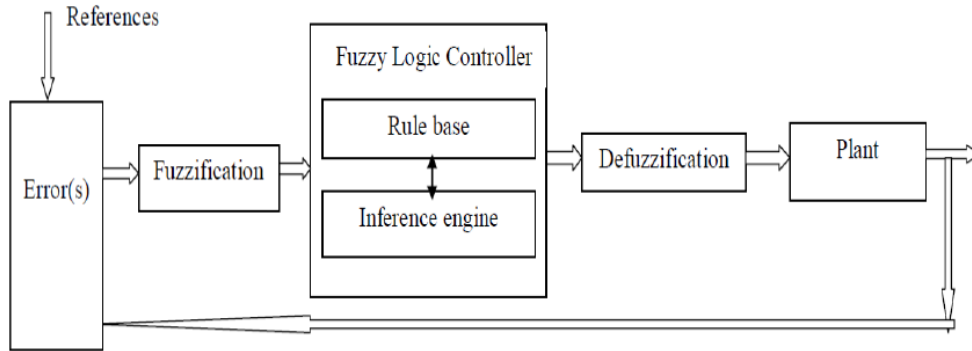 References
Error(s)
Fuzzification
Fuzzy Logic Controller
Rule base
Inference engine
Defuzzification
Plant